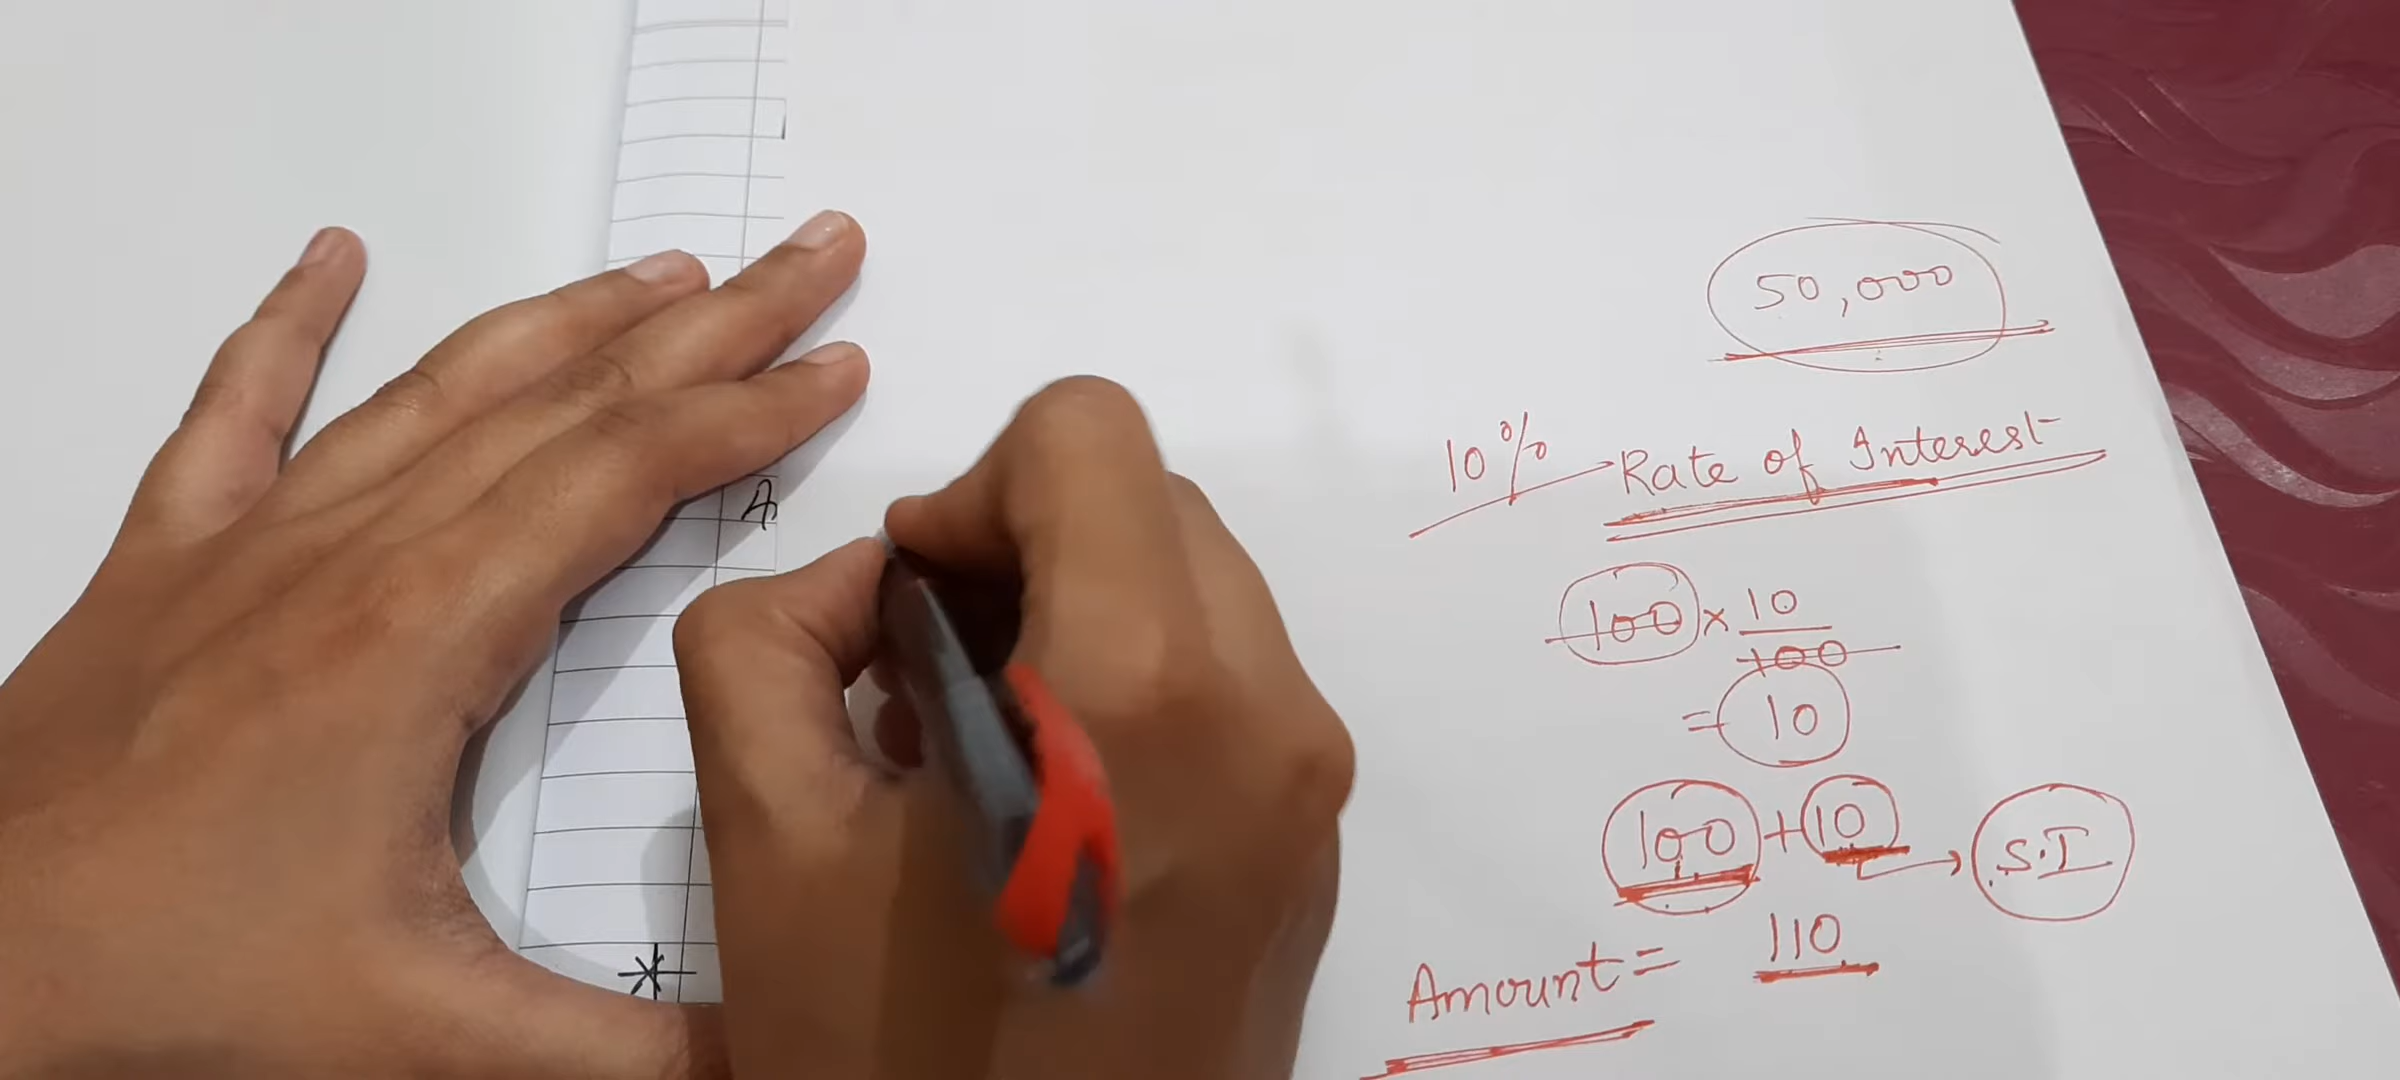 50,000
10% Rate of Interest
100 × 10
100
= 10
100 + 10 → S.I
Amount = 110
A